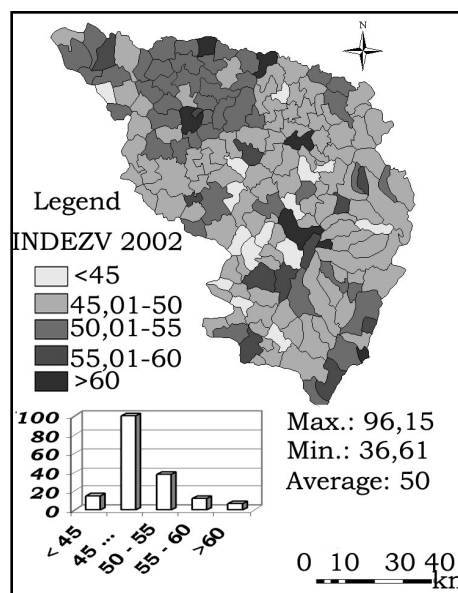 N
Legend
INDEZV 2002
<45
45,01-50
50,01-55
55,01-60
>60
100
80
60
40
20
0
< 45
45 ...
50 - 55
55 - 60
>60
Max.: 96,15
Min.: 36,61
Average: 50
0 10 30 40
km